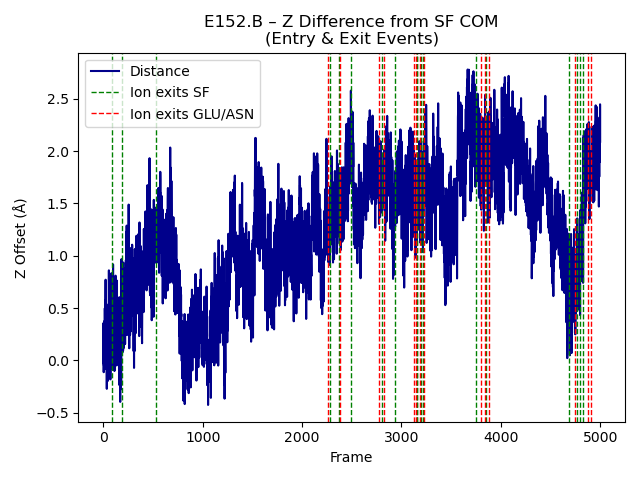 E152.B – Z Difference from SF COM
(Entry & Exit Events)
Distance
Ion exits SF
Ion exits GLU/ASN
Z Offset (Å)
2.5
2.0
1.5
1.0
0.5
0.0
−0.5
0 1000 2000 3000 4000 5000
Frame